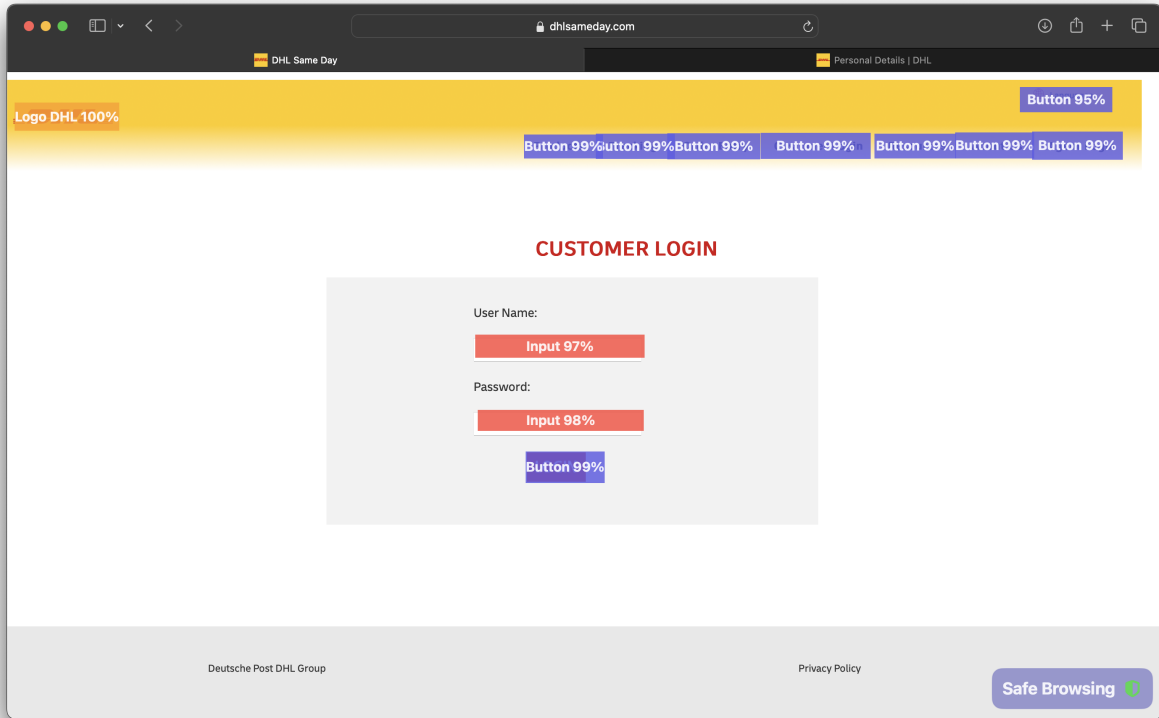 dhlsameday.com
DHL Same Day
Personal Details | DHL
Logo DHL 100%
Button 95%
Button 99%
utton 99%
Button 99%
Button 99%
Button 99%
Button 99%
Button 99%
CUSTOMER LOGIN
User Name:
Input 97%
Password:
Input 98%
Button 99%
Deutsche Post DHL Group
Privacy Policy
Safe Browsing